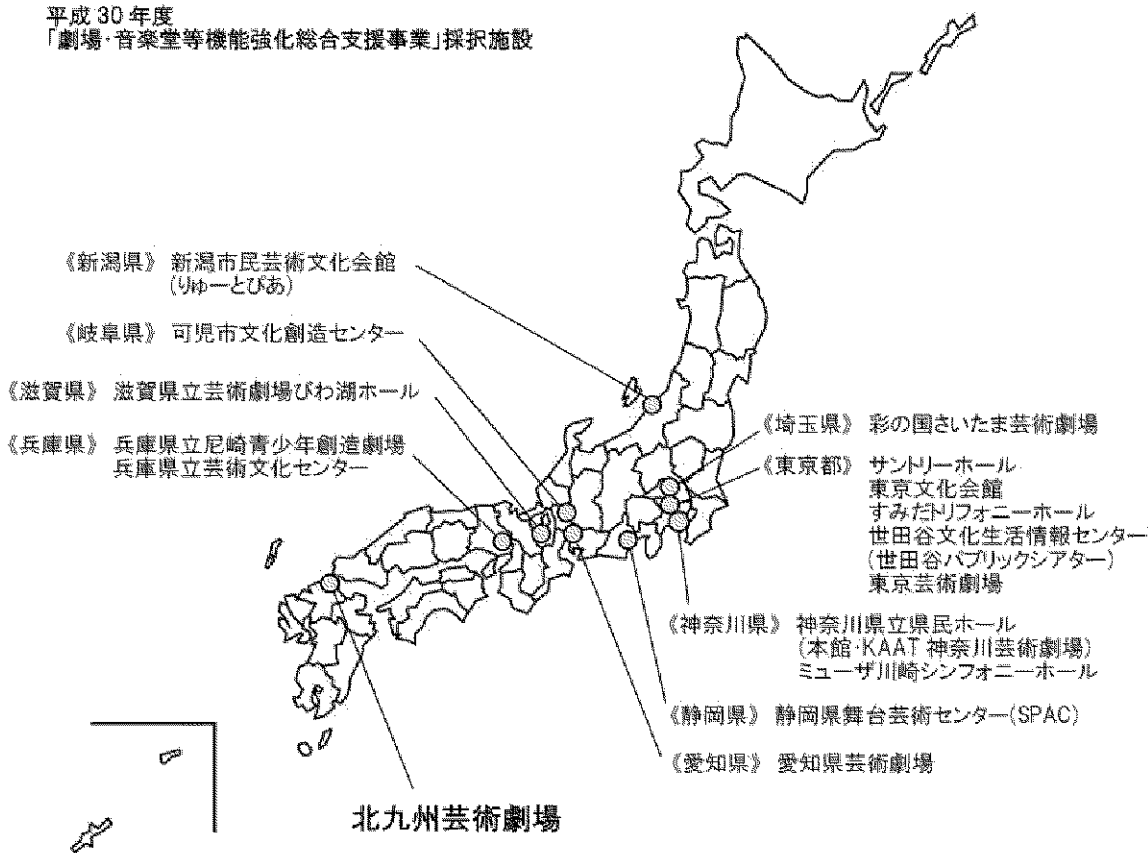 平成30年度
「劇場・音楽堂等機能強化総合支援事業」採択施設
《新潟県》 新潟市民芸術文化会館
(りゅーとぴあ)
《岐阜県》 可児市文化創造センター
《滋賀県》 滋賀県立芸術劇場びわ湖ホール
《兵庫県》 兵庫県立尼崎青少年創造劇場
兵庫県立芸術文化センター
《埼玉県》 彩の国さいたま芸術劇場
《東京都》 サントリーホール
東京文化会館
すみだトリフォニーホール
世田谷文化生活情報センター
(世田谷パブリックシアター)
東京芸術劇場
《神奈川県》 神奈川県立県民ホール
(本館・KAAT 神奈川芸術劇場)
ミューザ川崎シンフォニーホール
《静岡県》 静岡県舞台芸術センター(SPAC)
《愛知県》 愛知県芸術劇場
北九州芸術劇場